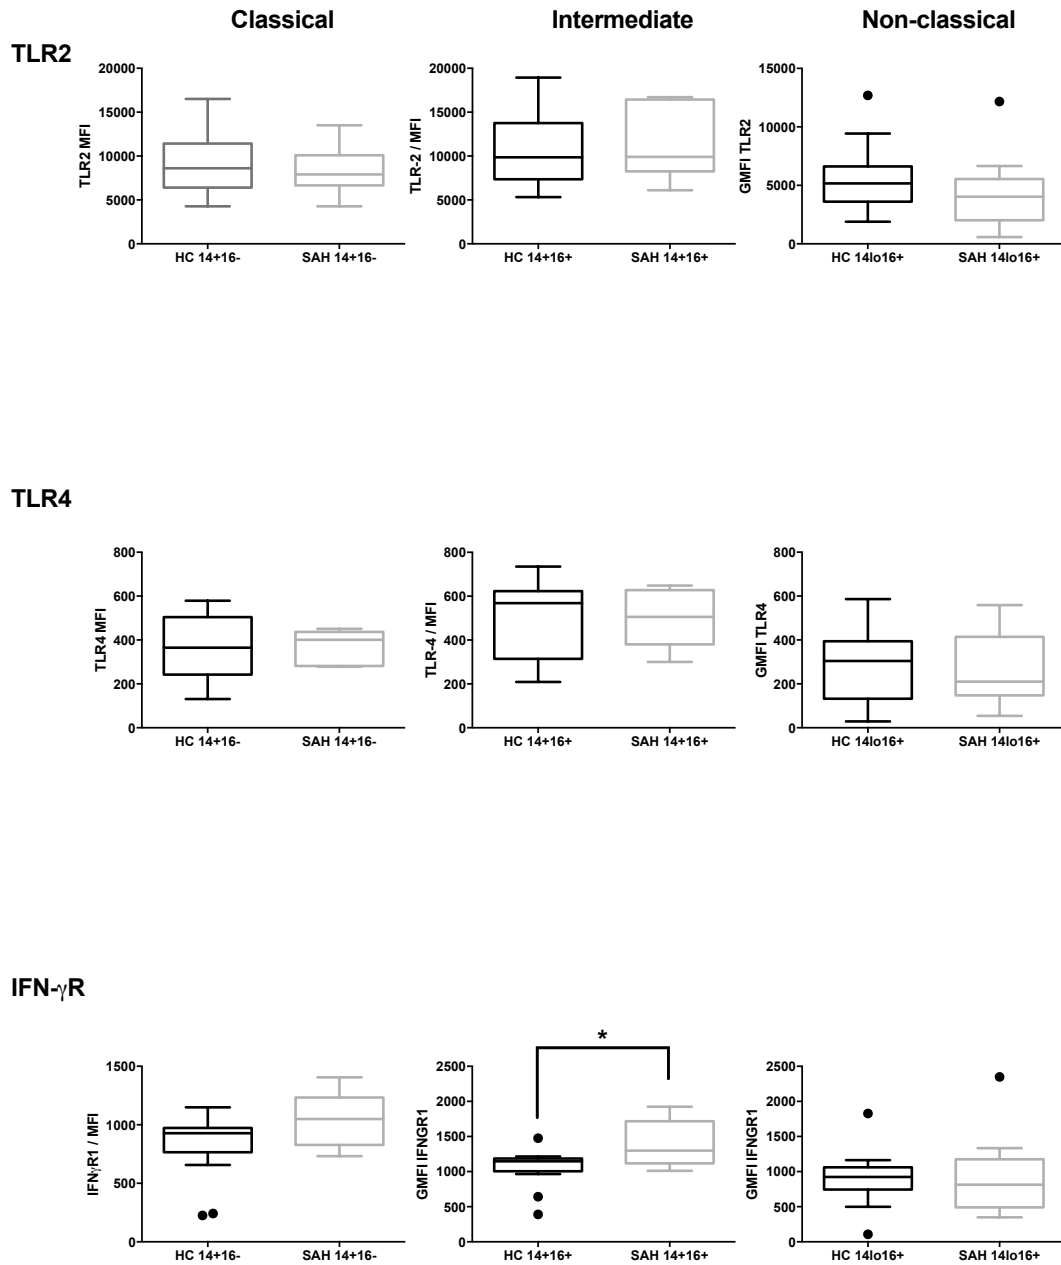 Classical Intermediate Non-classical
TLR2
TLR2 MFI
20000
15000
10000
5000
0
HC 14+16- SAH 14+16-
TLR-2 / MFI
20000
15000
10000
5000
0
HC 14+16+ SAH 14+16+
GMFI TLR2
15000
10000
5000
0
HC 14lo16+ SAH 14lo16+
TLR4
TLR4 MFI
800
600
400
200
0
HC 14+16- SAH 14+16-
TLR-4 / MFI
800
600
400
200
0
HC 14+16+ SAH 14+16+
GMFI TLR4
800
600
400
200
0
HC 14lo16+ SAH 14lo16+
IFN-γR
IFNγR1 / MFI
1500
1000
500
0
HC 14+16- SAH 14+16-
*
GMFI IFNGR1
2500
2000
1500
1000
500
0
HC 14+16+ SAH 14+16+
GMFI IFNGR1
2500
2000
1500
1000
500
0
HC 14lo16+ SAH 14lo16+